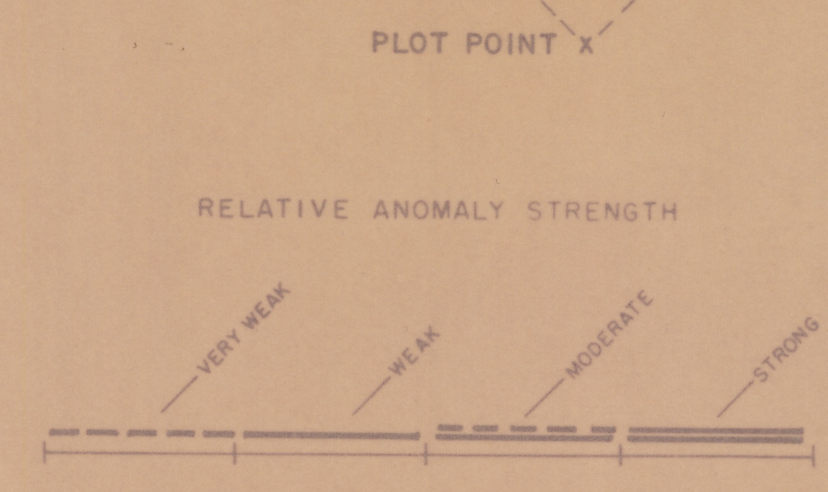 PLOT POINT X
RELATIVE ANOMALY STRENGTH
VERY WEAK
WEAK
MODERATE
STRONG